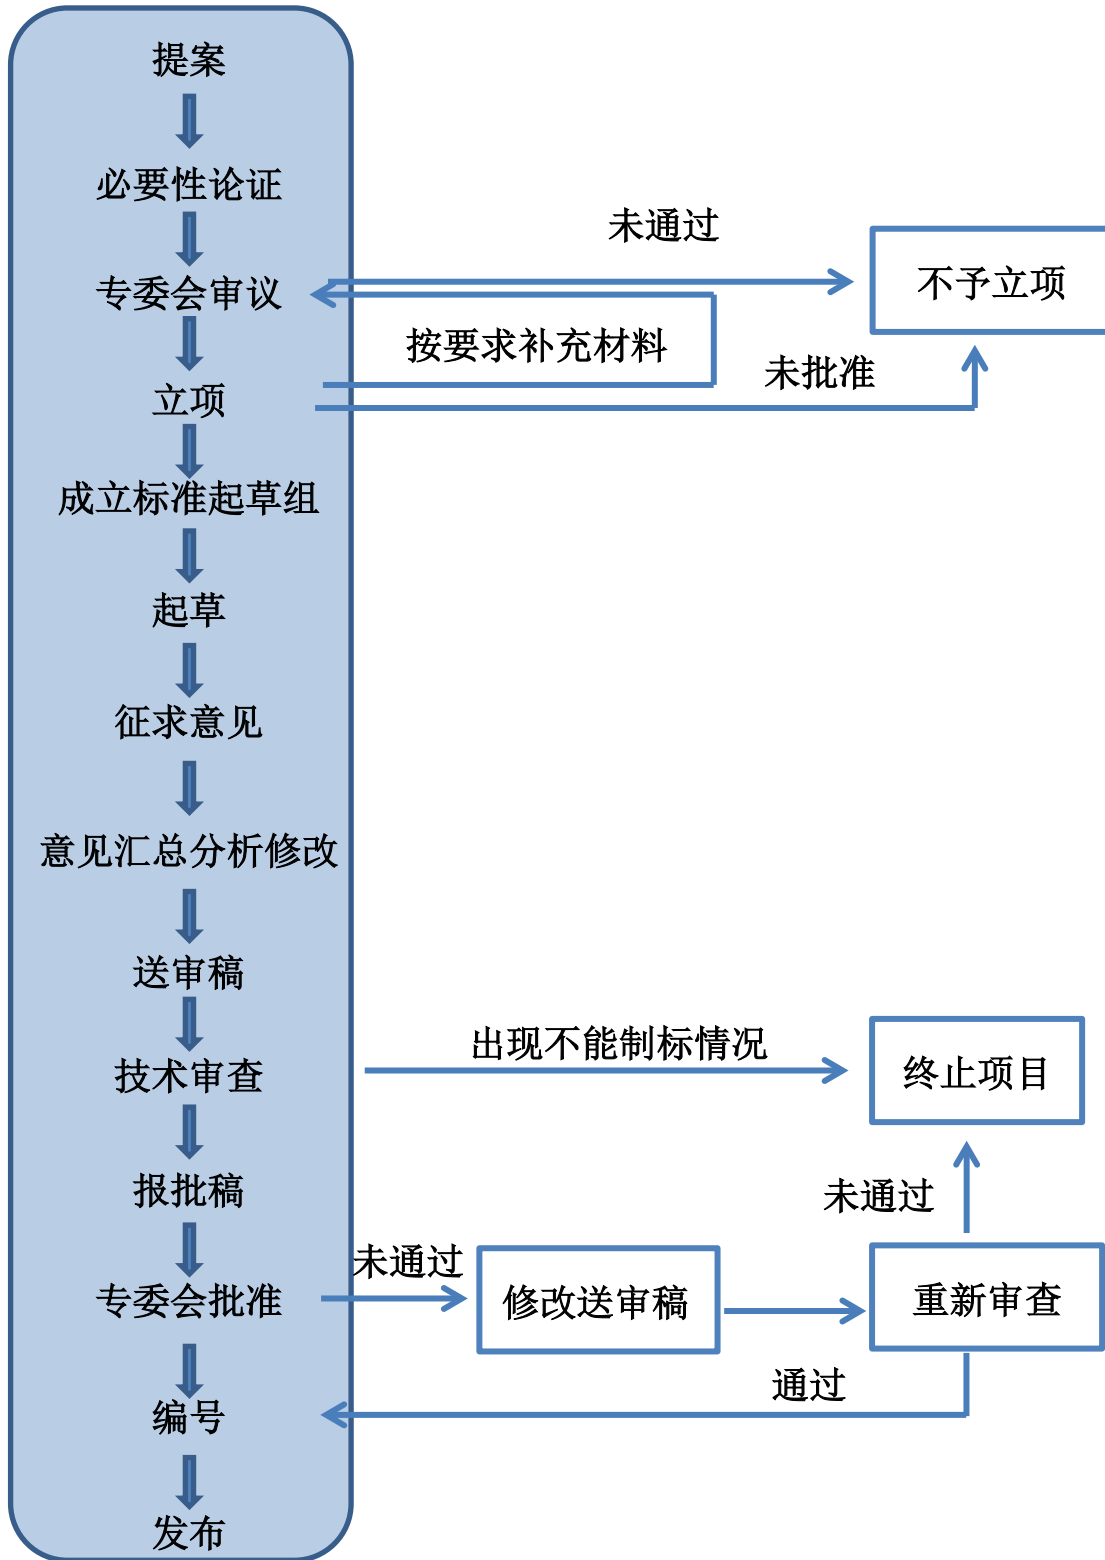 提案
必要性论证
未通过
专委会审议
不予立项
按要求补充材料
未批准
立项
成立标准起草组
起草
征求意见
意见汇总分析修改
送审稿
出现不能制标情况
技术审查
终止项目
报批稿
未通过
未通过
专委会批准
修改送审稿
重新审查
通过
编号
发布